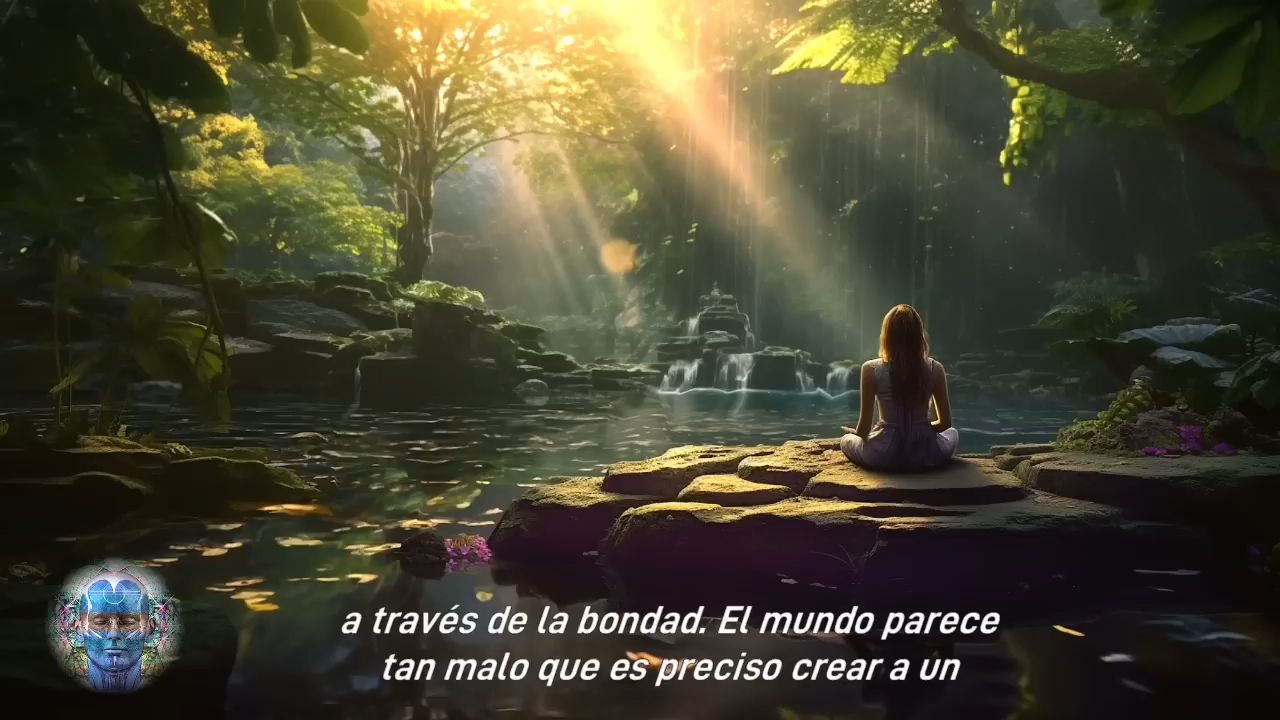 a través de la bondad. El mundo parece
tan malo que es preciso crear a un